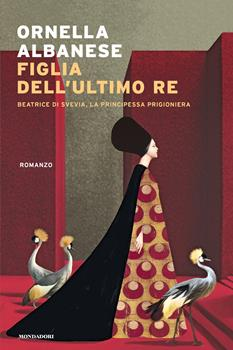 ORNELLA
ALBANESE
FIGLIA
DELL'ULTIMO RE
BEATRICE DI SVEVIA, LA PRINCIPESSA PRIGIONIERA
ROMANZO
MONDADORI